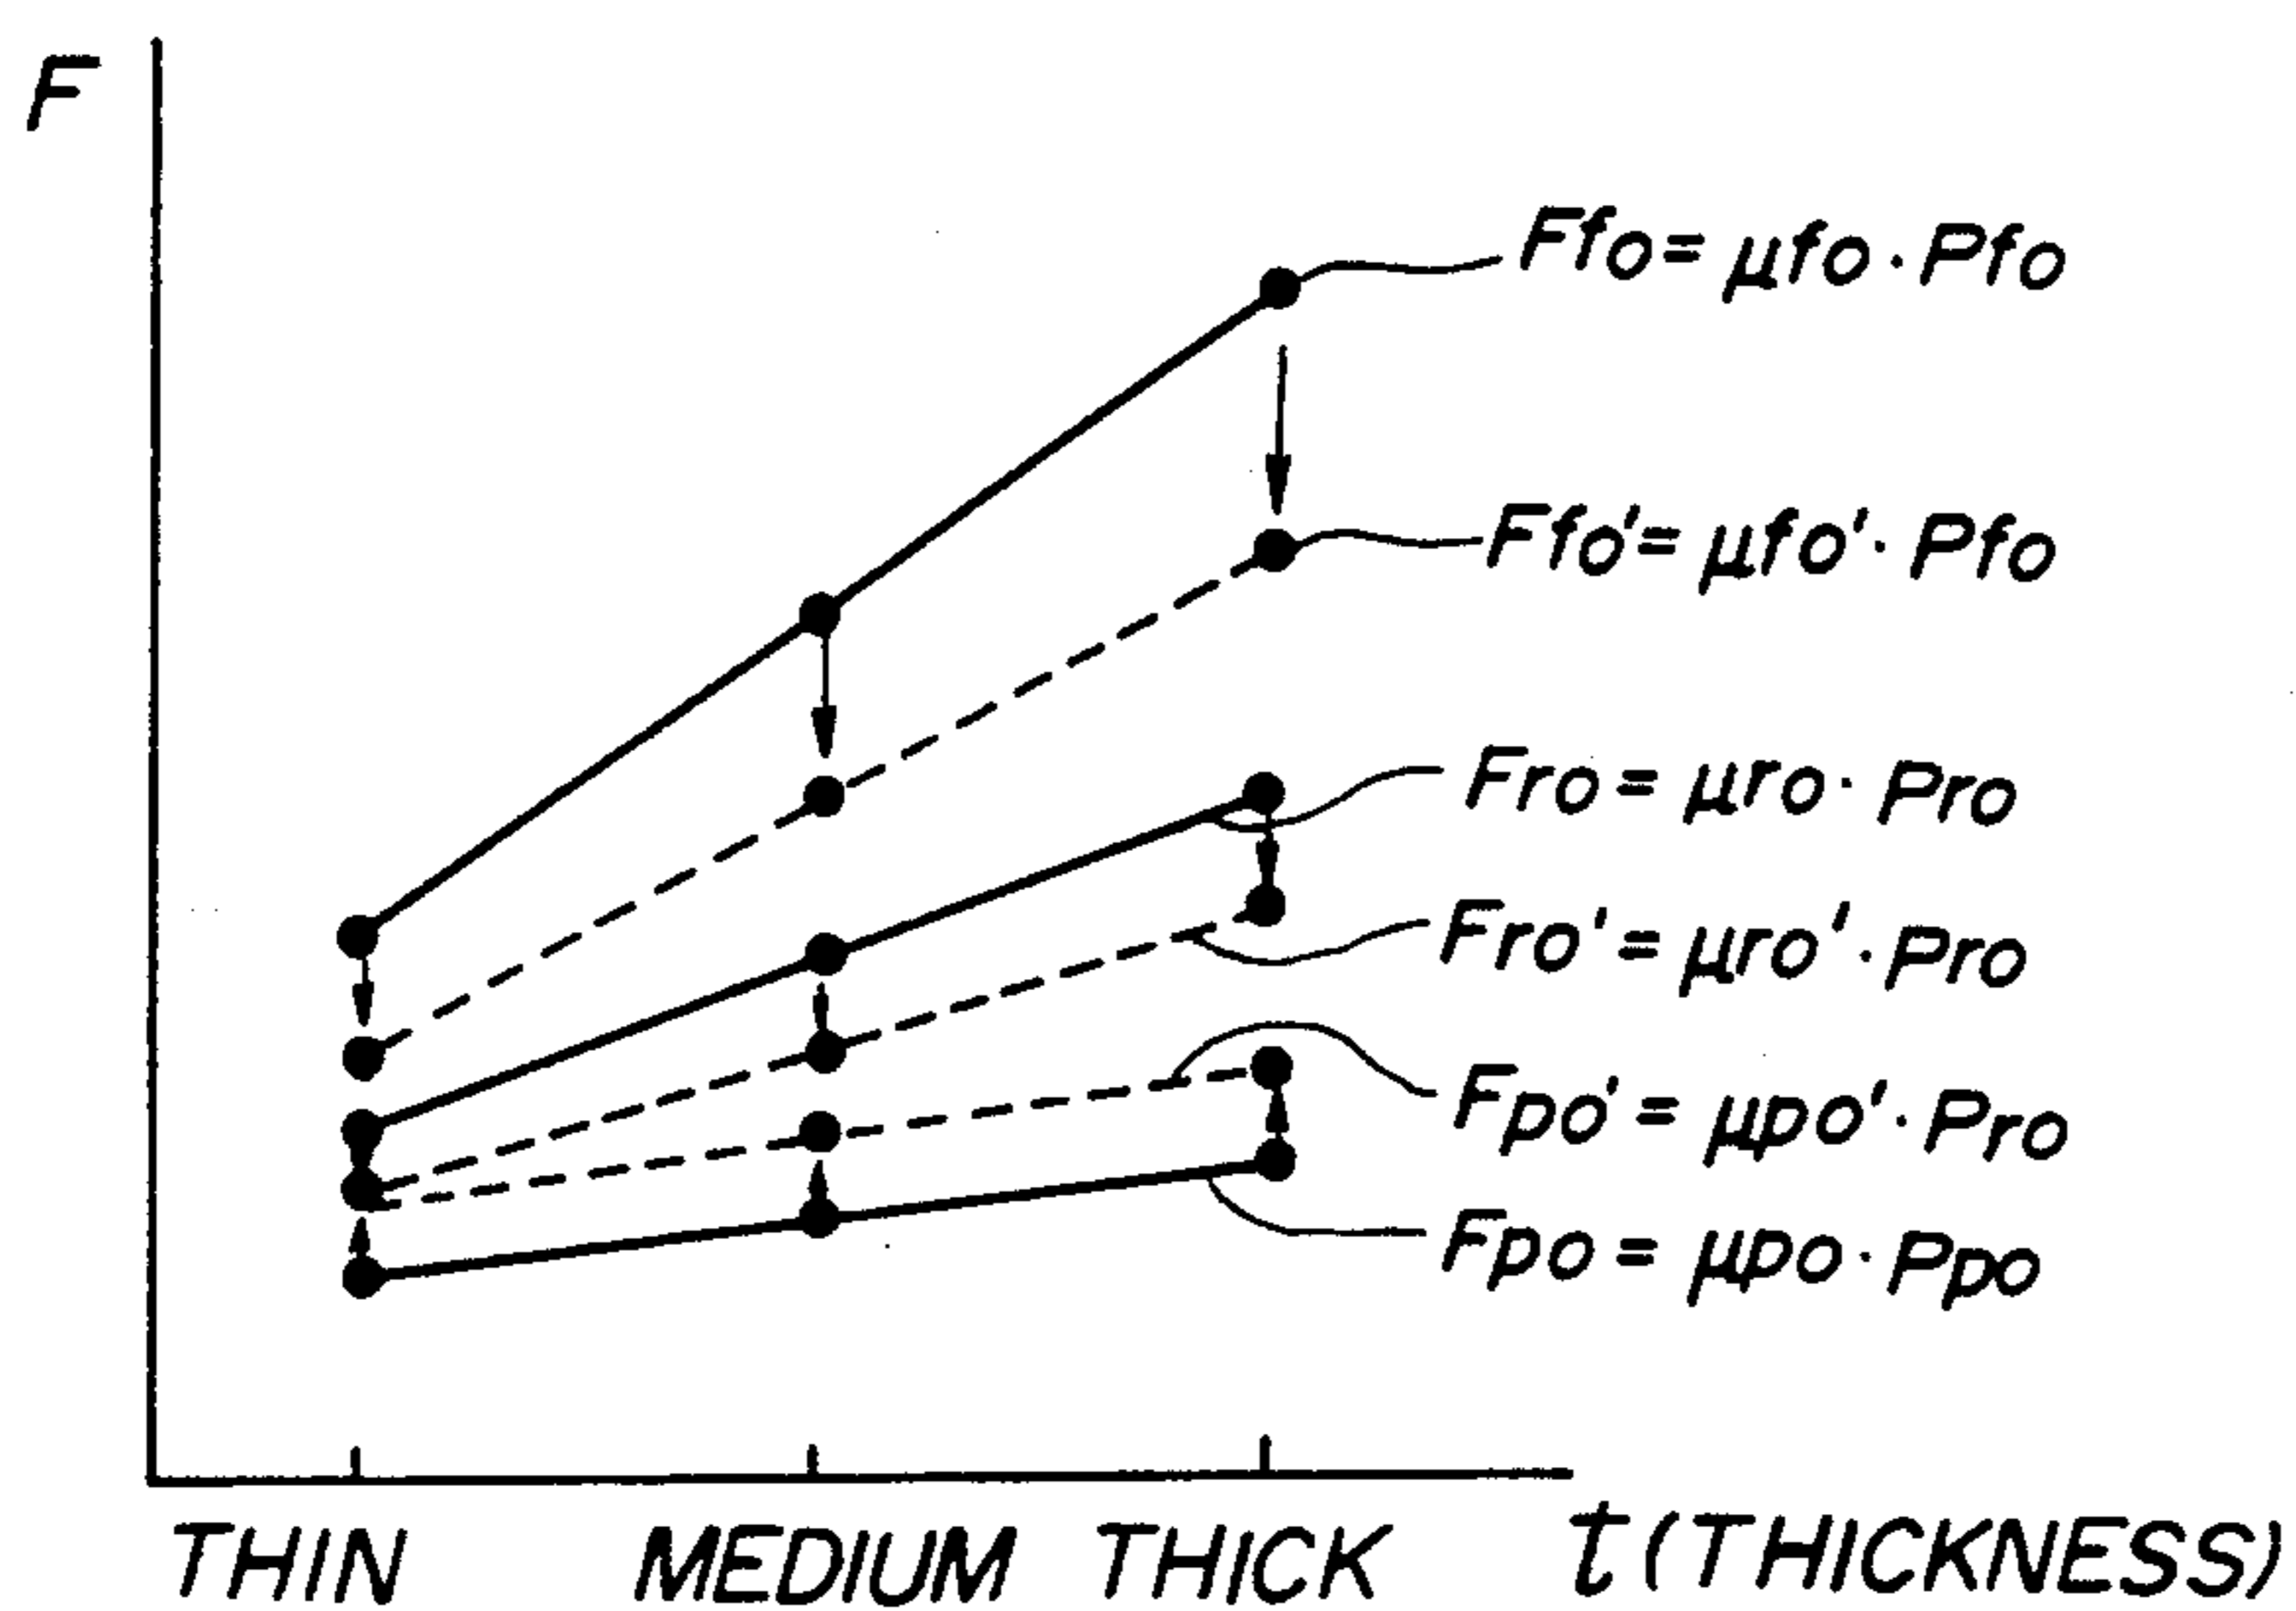 F
Ffo = μfo · Pfo
Ffo' = μfo' · Pfo
Fro = μro · Pro
Fro' = μro' · Pro
Fpo' = μpo' · Pro
Fpo = μpo · Ppo
THIN MEDIUM THICK t (THICKNESS)